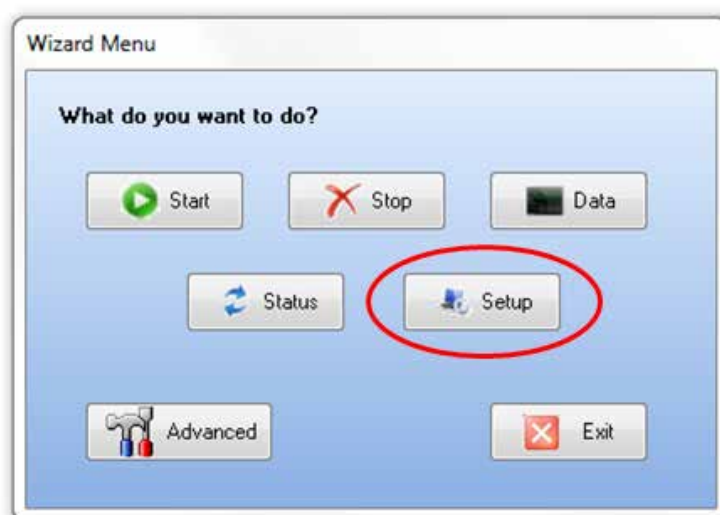 Wizard Menu
What do you want to do?
Start Stop Data
Status Setup
Advanced Exit